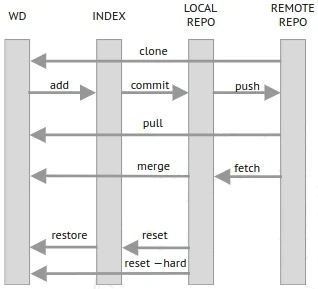 WD
INDEX
LOCAL
REPO
REMOTE
REPO
clone
add
commit
push
pull
merge
fetch
restore
reset
reset —hard